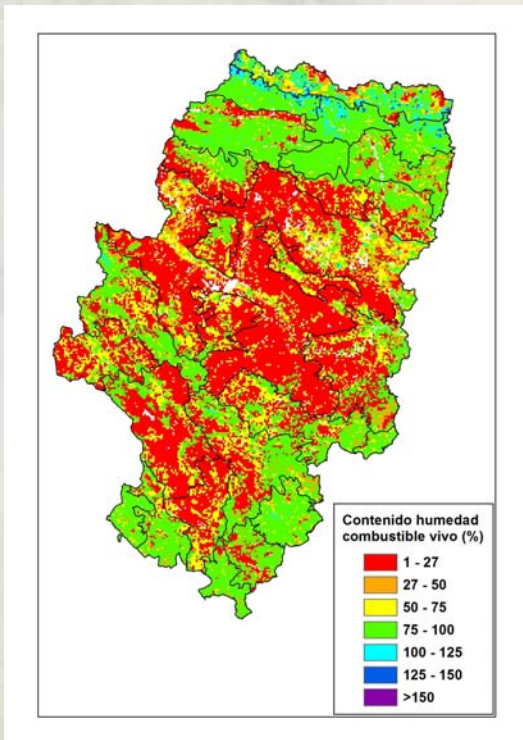 Contenido humedad
combustible vivo (%)
1 - 27
27 - 50
50 - 75
75 - 100
100 - 125
125 - 150
>150